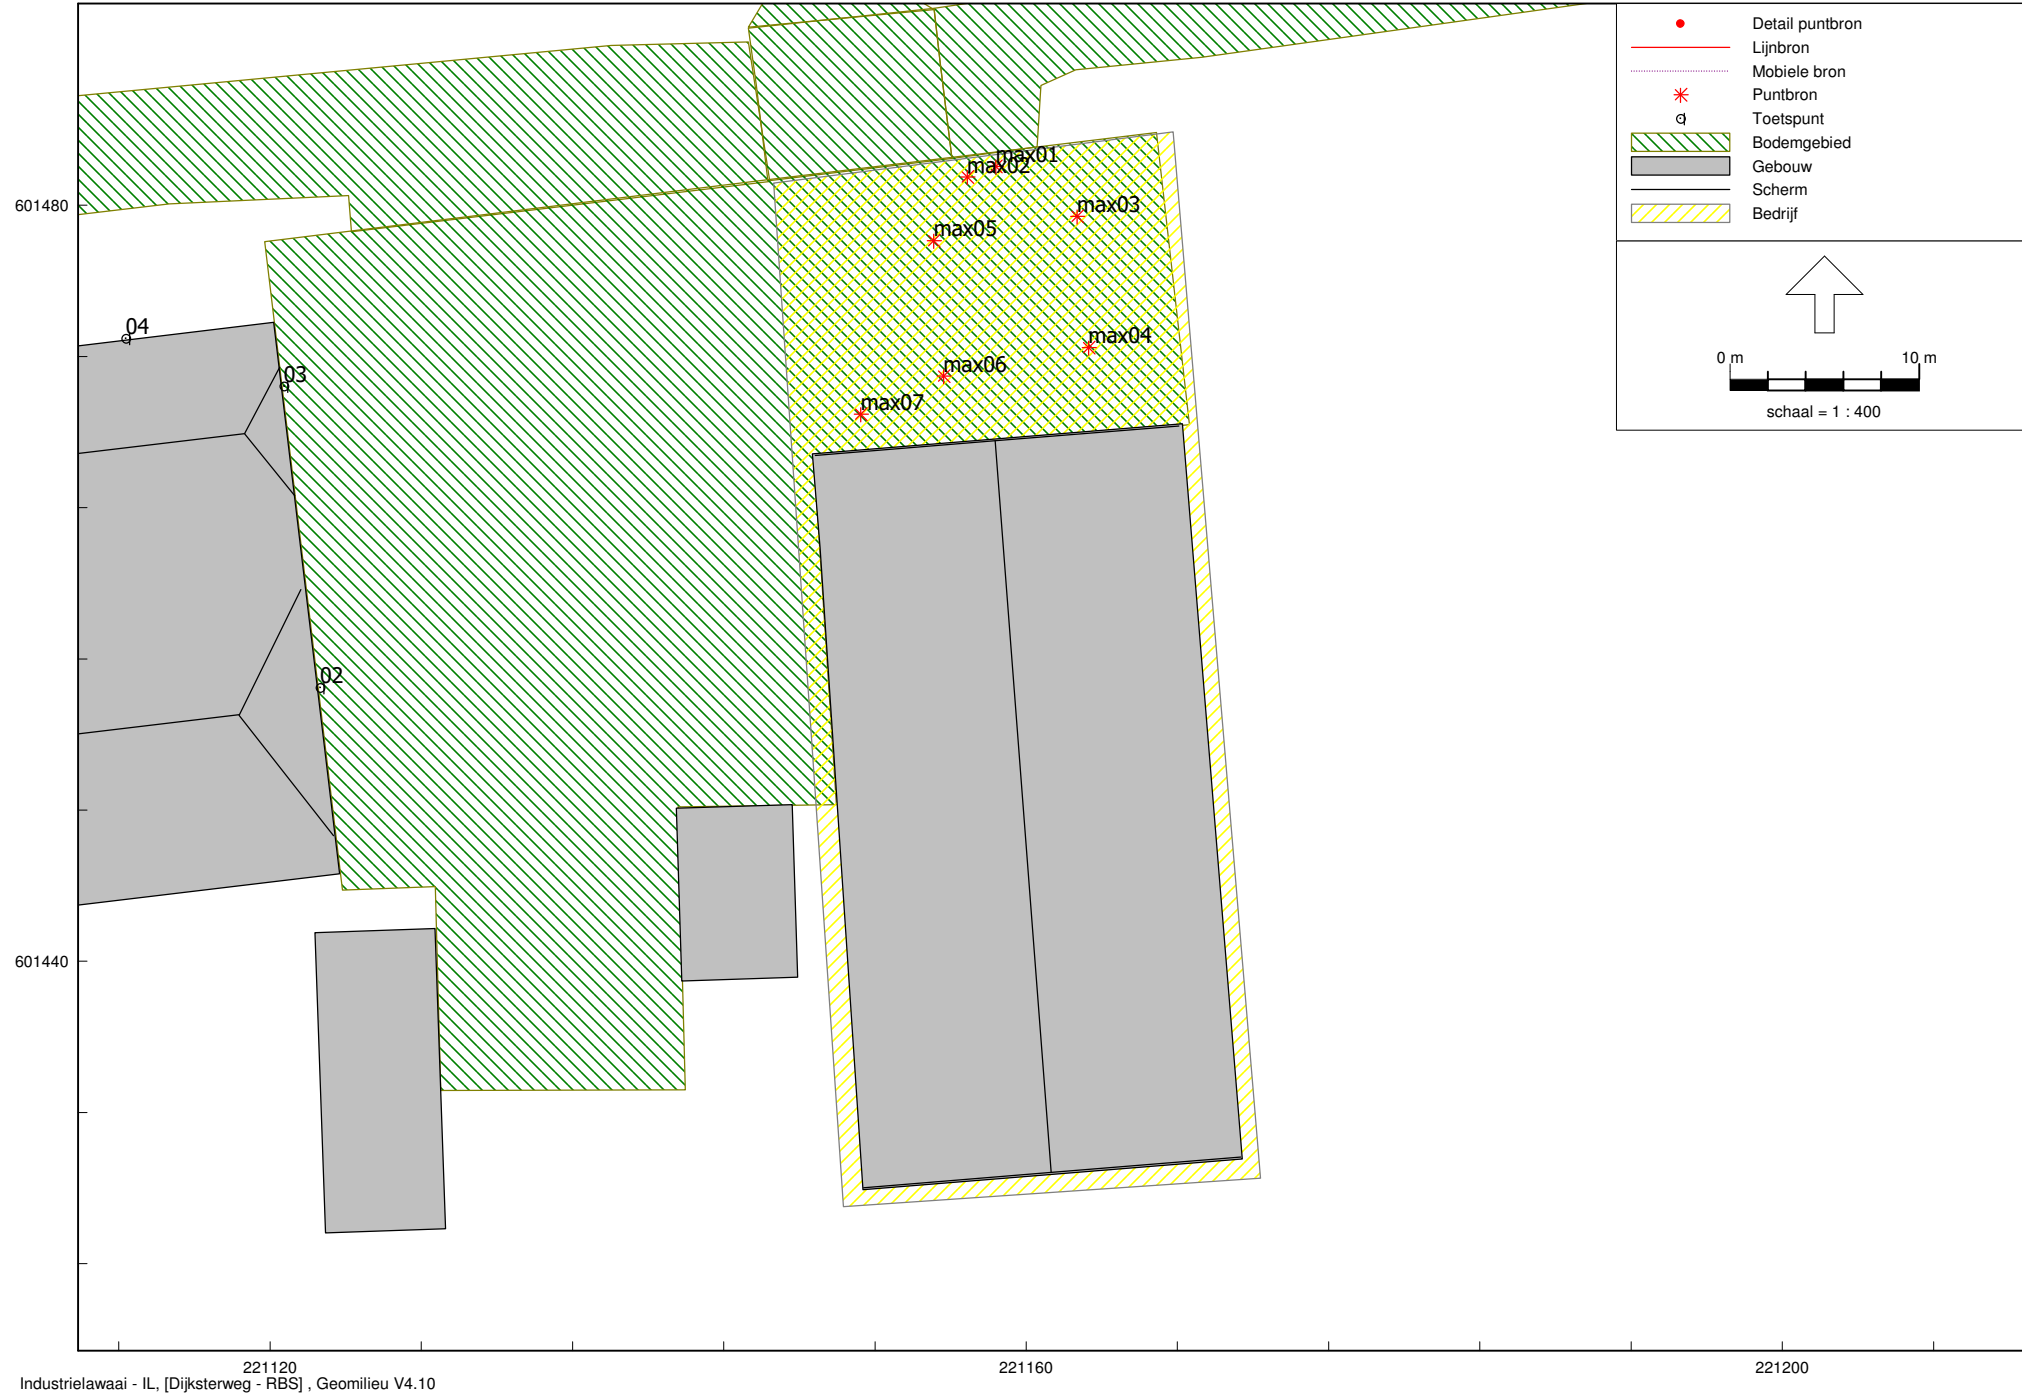 Detail puntbron
Lijnbron
Mobiele bron
Puntbron
Toetspunt
Bodemgebied
Gebouw
Scherm
Bedrijf
0 m 10 m
schaal = 1 : 400
max01
max02
max03
max05
max04
max06
max07
04
03
02
601480
601440
221120 221160 221200
Industrielawaai - IL, [Dijksterweg - RBS] , Geomilieu V4.10